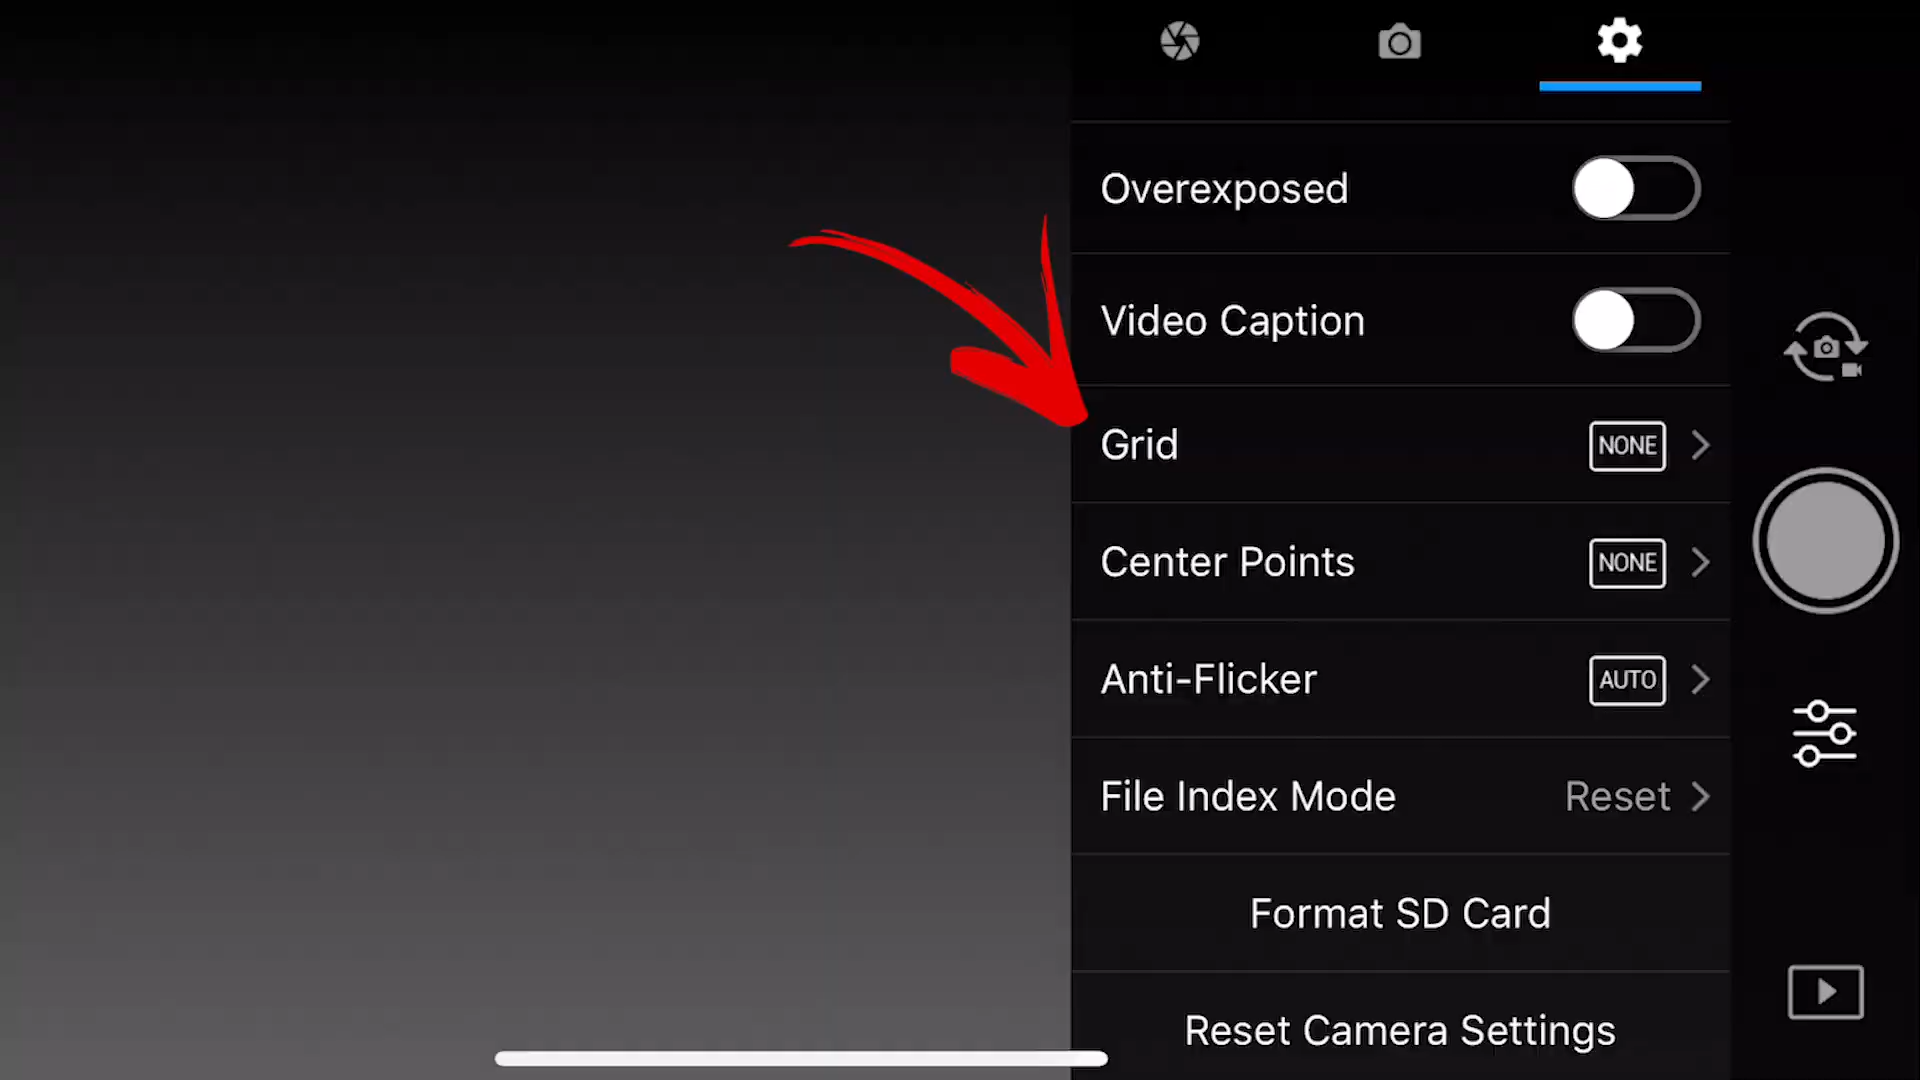 Overexposed
Video Caption
Grid NONE
Center Points NONE
Anti-Flicker AUTO
File Index Mode Reset
Format SD Card
Reset Camera Settings